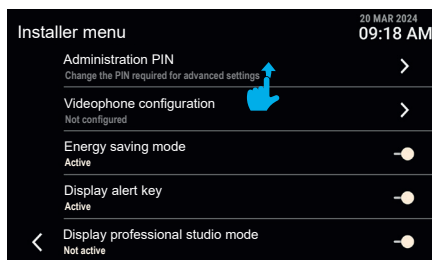 20 MAR 2024
Installer menu 09:18 AM
Administration PIN
Change the PIN required for advanced settings
Videophone configuration
Not configured
Energy saving mode
Active
Display alert key
Active
Display professional studio mode
Not active